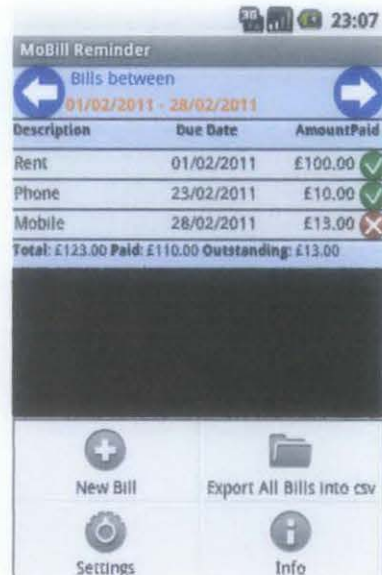 3G 23:07
MoBill Reminder
Bills between
01/02/2011 - 28/02/2011
Description Due Date AmountPaid
Rent 01/02/2011 £100.00
Phone 23/02/2011 £10.00
Mobile 28/02/2011 £13.00
Total: £123.00 Paid: £110.00 Outstanding: £13.00
New Bill Export All Bills into csv
Settings Info